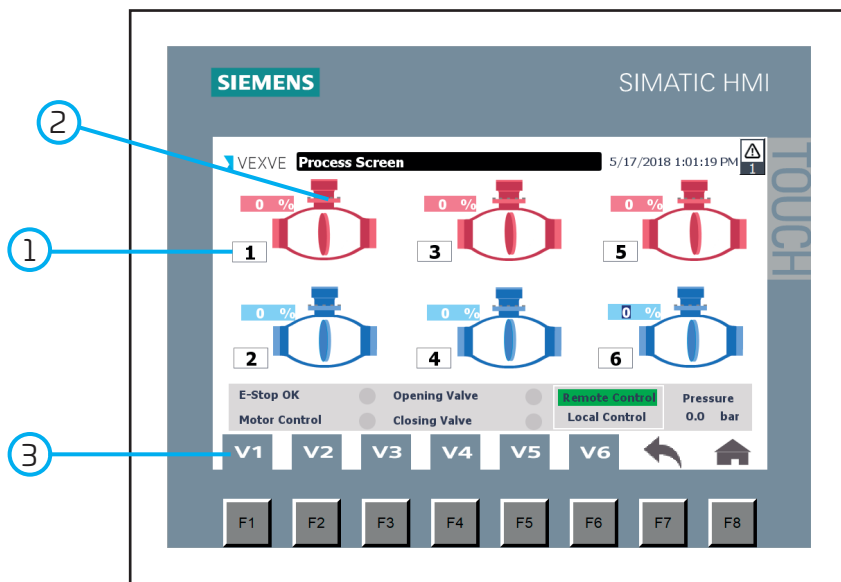 SIEMENS
SIMATIC HMI
TOUCH
2
VEXVE Process Screen 5/17/2018 1:01:19 PM
1
0 % 0 % 0 %
1
1 3 5
0 % 0 % 0 %
2 4 6
E-Stop OK Opening Valve Remote Control Pressure
Motor Control Closing Valve Local Control 0.0 bar
3
V1 V2 V3 V4 V5 V6
F1 F2 F3 F4 F5 F6 F7 F8